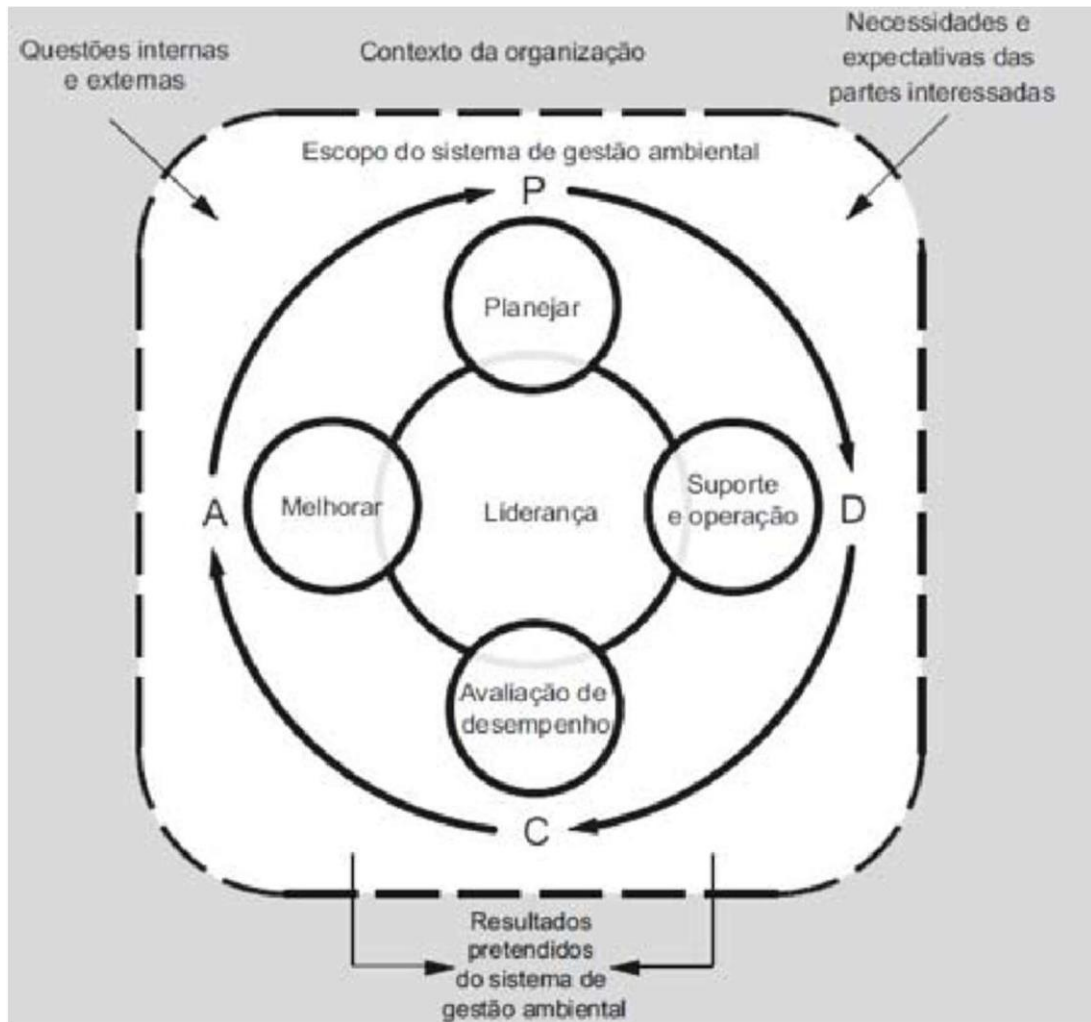 Questões internas
e externas
Contexto da organização
Necessidades e
expectativas das
partes interessadas
Escopo do sistema de gestão ambiental
P
Planejar
A
Melhorar
Liderança
Suporte
e operação
D
Avaliação de
desempenho
C
Resultados
pretendidos
do sistema de
gestão ambiental